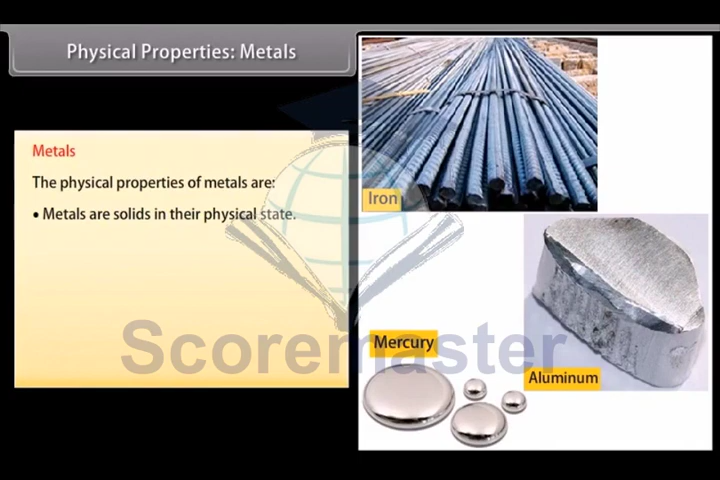 Physical Properties: Metals
Metals
The physical properties of metals are:
• Metals are solids in their physical state.
Iron
Mercury
Aluminum
Scoremaster